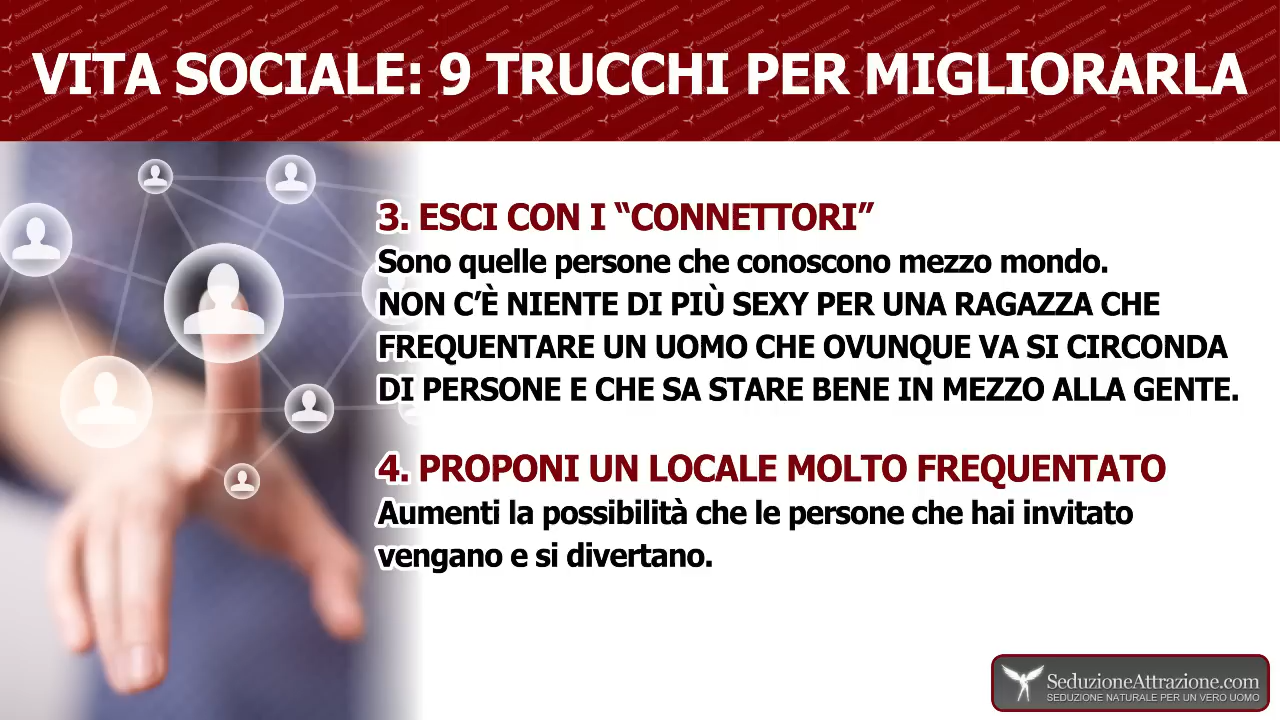 VITA SOCIALE: 9 TRUCCHI PER MIGLIORARLA
3. ESCI CON I “CONNETTORI”
Sono quelle persone che conoscono mezzo mondo.
NON C’È NIENTE DI PIÙ SEXY PER UNA RAGAZZA CHE
FREQUENTARE UN UOMO CHE OVUNQUE VA SI CIRCONDA
DI PERSONE E CHE SA STARE BENE IN MEZZO ALLA GENTE.
4. PROPONI UN LOCALE MOLTO FREQUENTATO
Aumenti la possibilità che le persone che hai invitato
vengano e si divertano.
SeduzioneAttrazione.com
SEDUZIONE NATURALE PER UN VERO UOMO